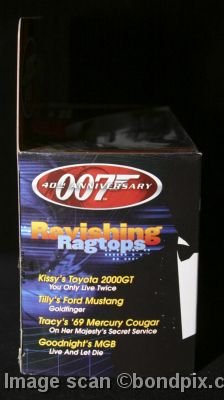 007
40TH ANNIVERSARY
Ravishing
Ragtops
Kissy's Toyota 2000GT
You Only Live Twice
Tilly's Ford Mustang
Goldfinger
Tracy's '69 Mercury Cougar
On Her Majesty's Secret Service
Goodnight's MGB
Live And Let Die
Image scan ©bondpix.c